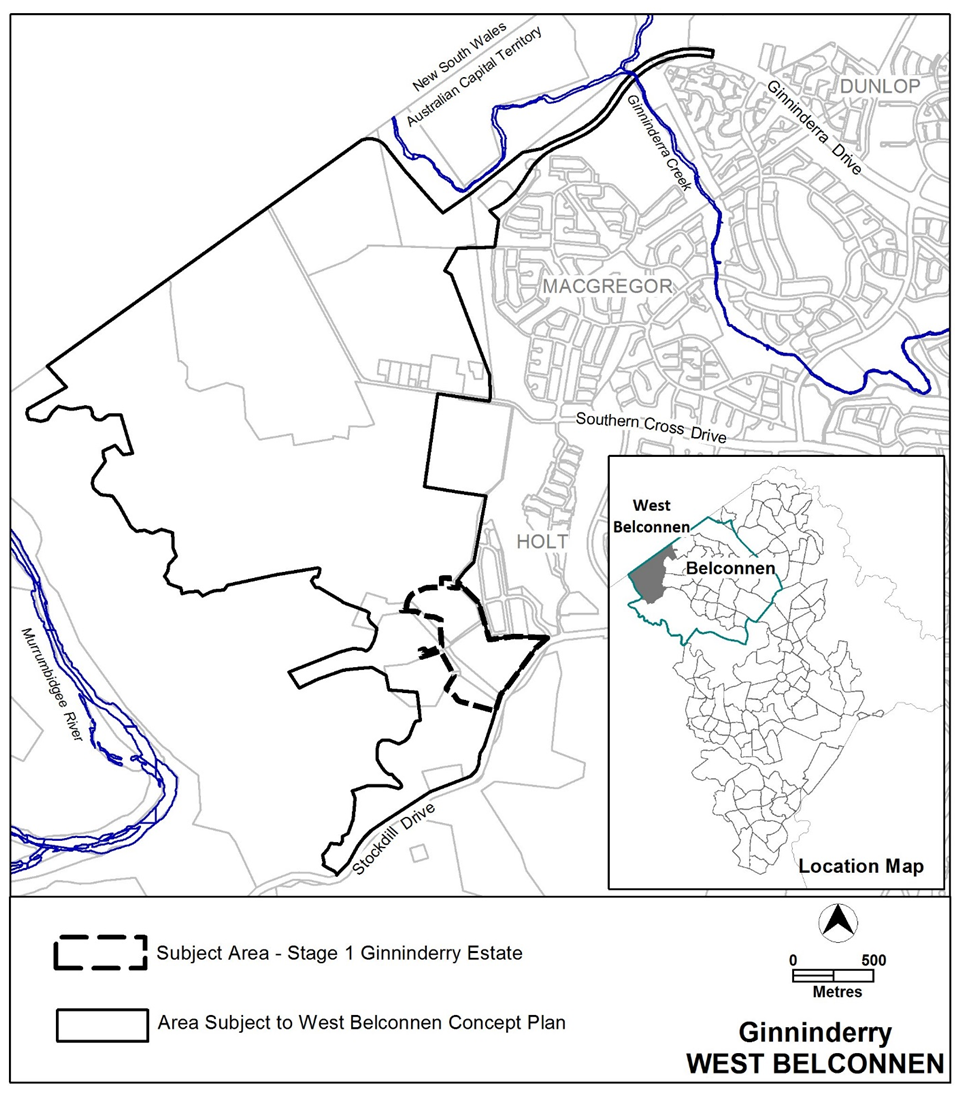 New South Wales
Australian Capital Territory
DUNLOP
Ginninderra Drive
Ginninderra Creek
MACGREGOR
Southern Cross Drive
HOLT
Murrumbidgee River
Stockdill Drive
West
Belconnen
Belconnen
Location Map
Subject Area - Stage 1 Ginninderry Estate
Area Subject to West Belconnen Concept Plan
0 500
Metres
Ginninderry
WEST BELCONNEN